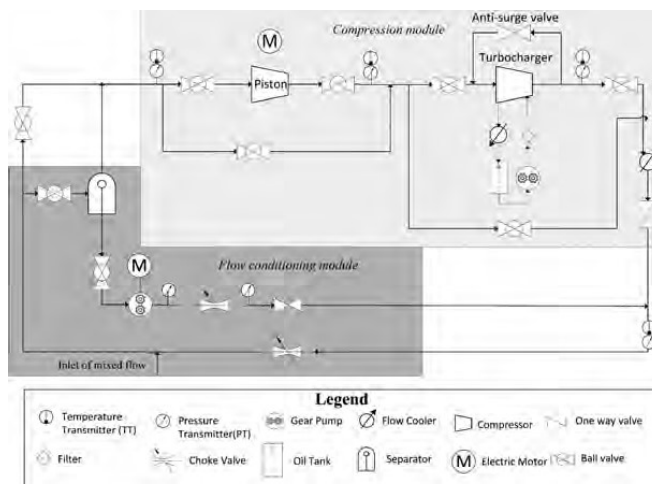 Anti-surge valve
M
Compression module
Turbocharger
Piston
M
Flow conditioning module
Inlet of mixed flow
Legend
Temperature
Transmitter (TT)
Pressure
Transmitter(PT)
Gear Pump
Flow Cooler
Compressor
One way valve
Filter
Choke Valve
Oil Tank
Separator
M
Electric Motor
Ball valve